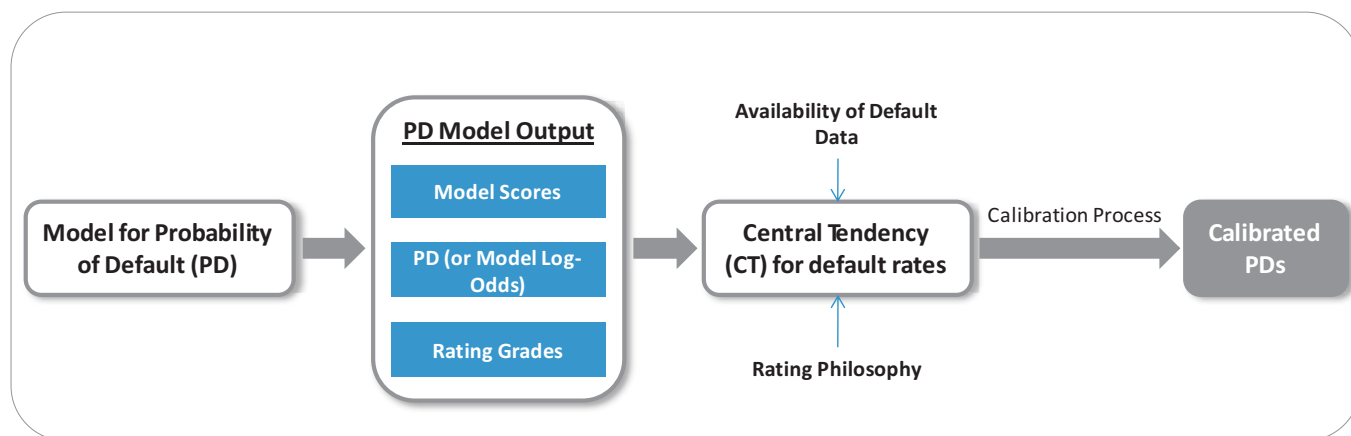 Model for Probability
of Default (PD)
PD Model Output
Model Scores
PD (or Model Log-
Odds)
Rating Grades
Availability of Default
Data
Central Tendency
(CT) for default rates
Rating Philosophy
Calibration Process
Calibrated
PDs